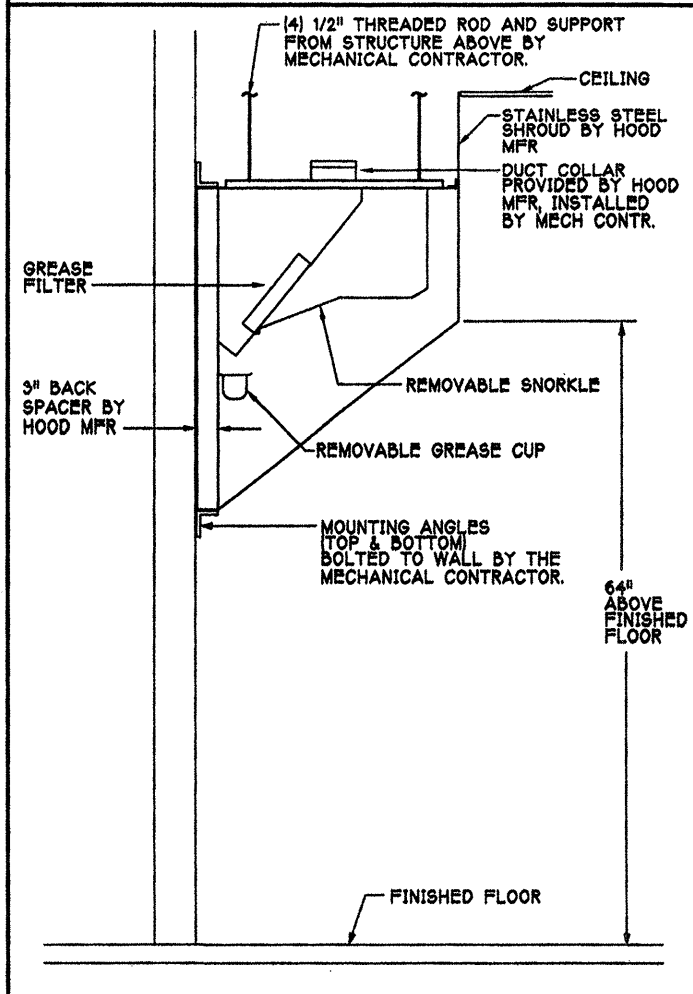 (4) 1/2" THREADED ROD AND SUPPORT
FROM STRUCTURE ABOVE BY
MECHANICAL CONTRACTOR.
CEILING
STAINLESS STEEL
SHROUD BY HOOD
MFR
DUCT COLLAR
PROVIDED BY HOOD
MFR, INSTALLED
BY MECH CONTR.
GREASE
FILTER
3" BACK
SPACER BY
HOOD MFR
REMOVABLE SNORKLE
REMOVABLE GREASE CUP
MOUNTING ANGLES
(TOP & BOTTOM)
BOLTED TO WALL BY THE
MECHANICAL CONTRACTOR.
64"
ABOVE
FINISHED
FLOOR
FINISHED FLOOR